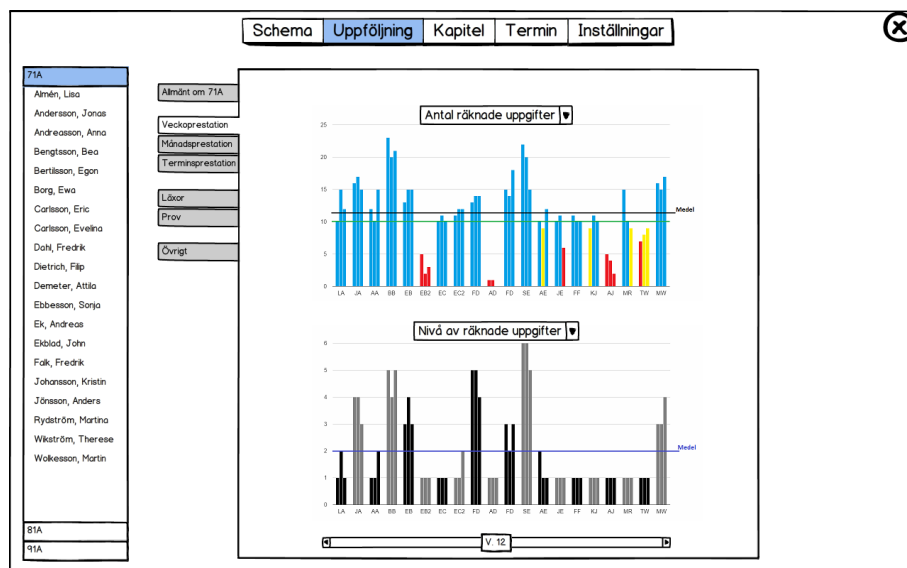 Schema Uppföljning Kapitel Termin Inställningar
71A
Almén, Lisa
Andersson, Jonas
Andreasson, Anna
Bengtsson, Bea
Bertilsson, Egon
Borg, Ewa
Carlsson, Eric
Carlsson, Evelina
Dahl, Fredrik
Dietrich, Filip
Demeter, Attila
Ebbesson, Sonja
Ek, Andreas
Ekblad, John
Falk, Fredrik
Johansson, Kristin
Jönsson, Anders
Rydström, Martina
Wikström, Therese
Wolkesson, Martin
81A
91A
Allmänt om 71A
Veckoprestation
Månadsprestation
Terminsprestation
Läxor
Prov
Övrigt
Antal räknade uppgifter
25
20
15
10
5
0
Medel
LA JA AA BB EB EB2 EC EC2 FD AD FD SE AE JE FF KJ AJ MR TW MW
Nivå av räknade uppgifter
6
5
4
3
2
1
0
Medel
LA JA AA BB EB EB2 EC EC2 FD AD FD SE AE JE FF KJ AJ MR TW MW
V. 12